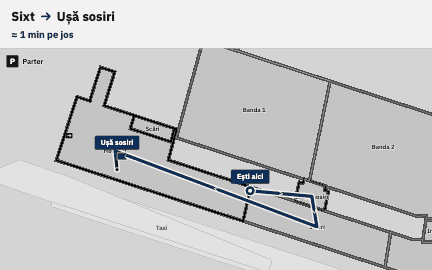 Sixt → Ușă sosiri
≈ 1 min pe jos
P Parter
Banda 1
Scări
Banda 2
Ușă sosiri
Ești aici
Taxi